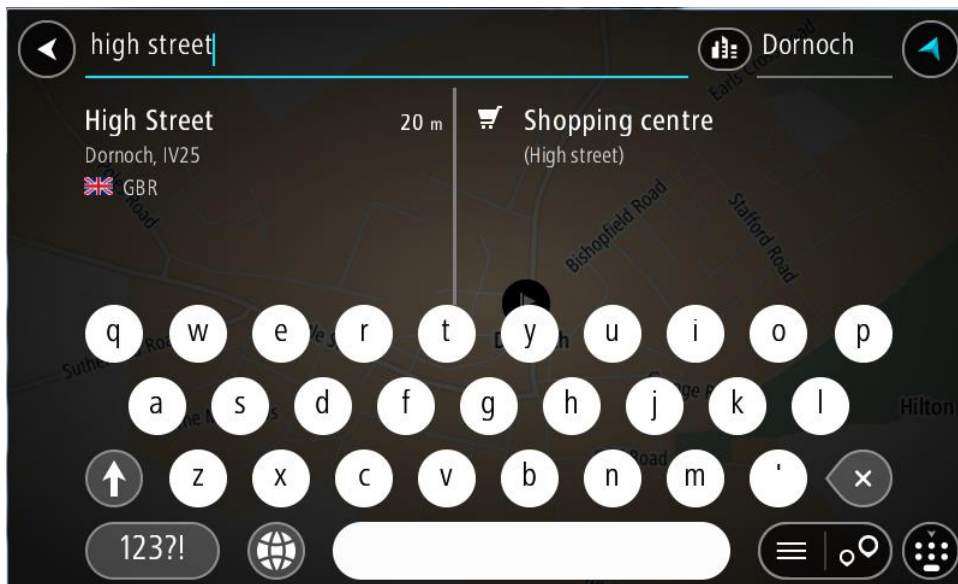 high street
Dornoch
High Street
20 m
Dornoch, IV25
GBR
Shopping centre
(High street)
Bishopfield Road
Stafford Road
q w e r t y u i o p
a s d f g h j k l
Hilton
z x c v b n m '
Road
123?!